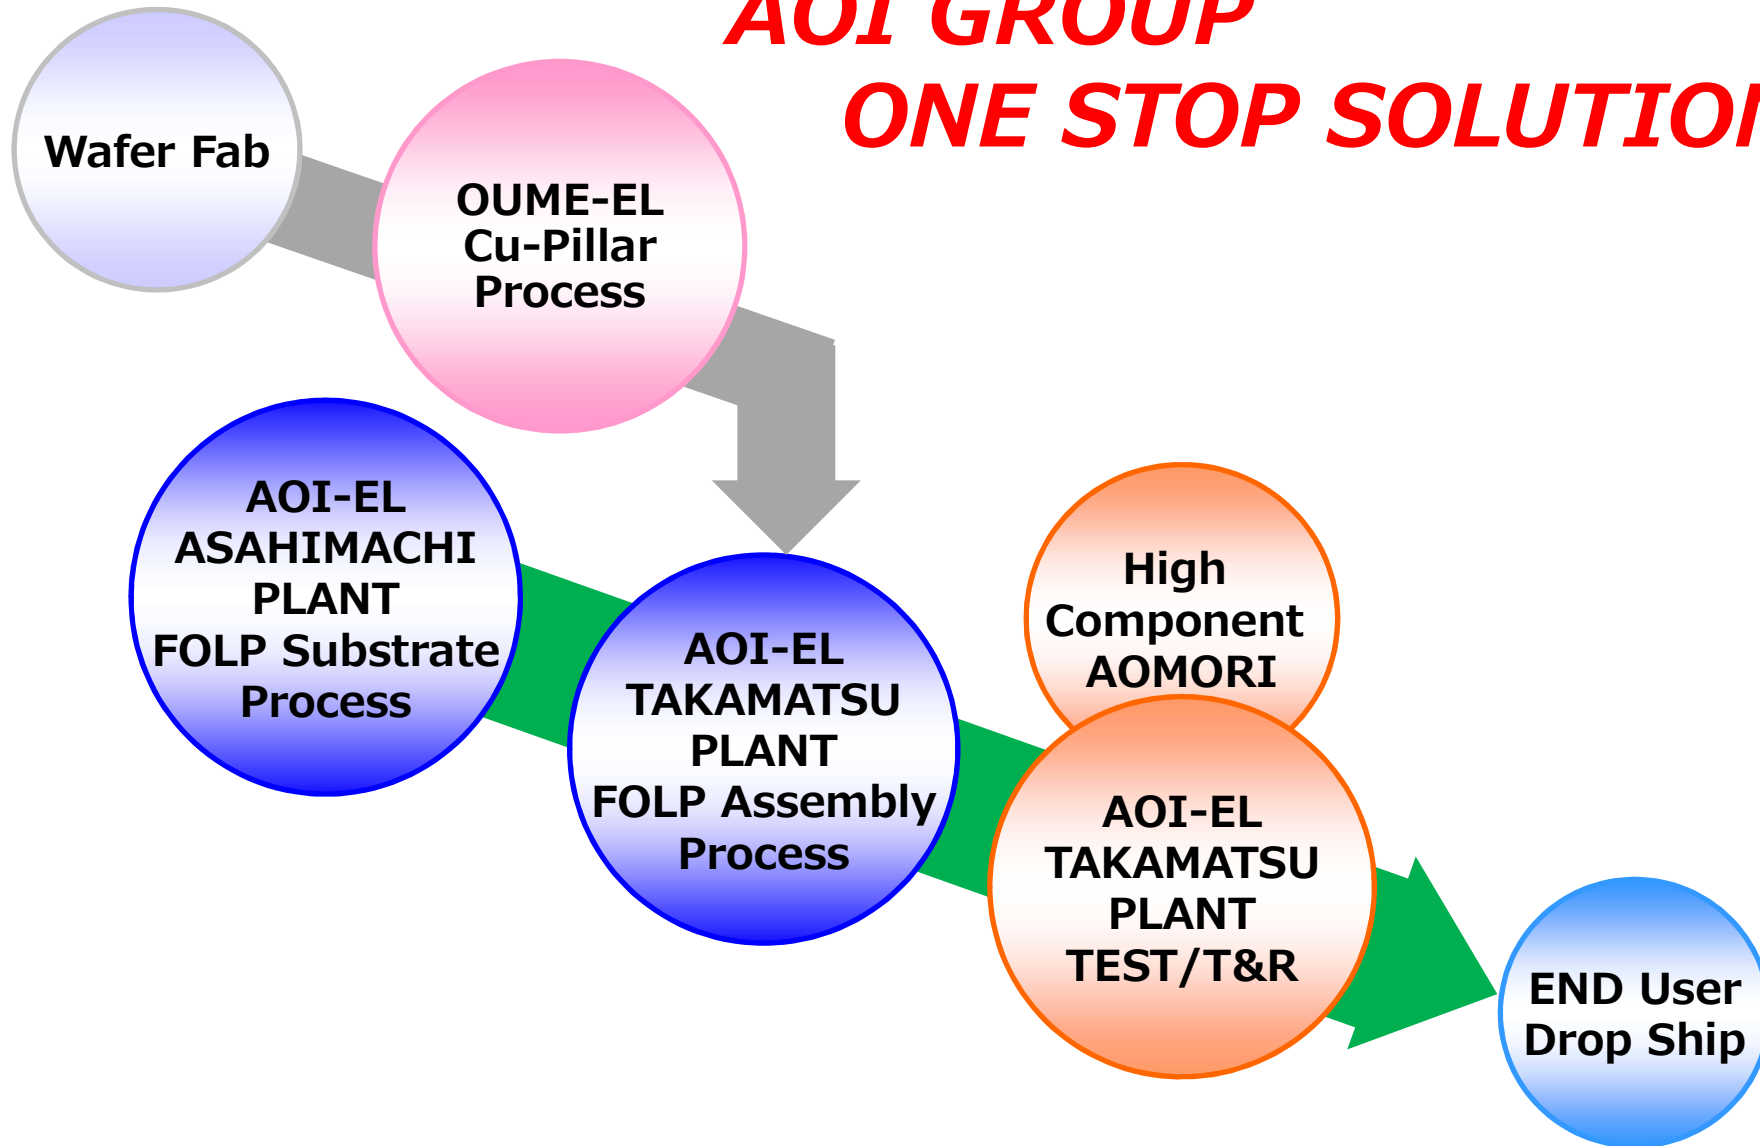 AOI GROUP
ONE STOP SOLUTION
Wafer Fab
OUME-EL
Cu-Pillar
Process
AOI-EL
ASAHIMACHI
PLANT
FOLP Substrate
Process
AOI-EL
TAKAMATSU
PLANT
FOLP Assembly
Process
High
Component
AOMORI
AOI-EL
TAKAMATSU
PLANT
TEST/T&R
END User
Drop Ship